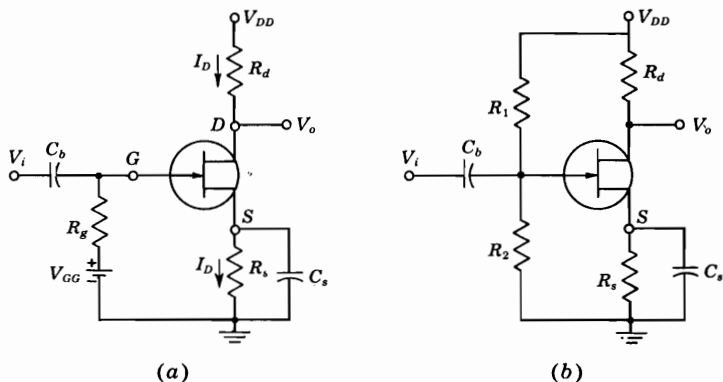 V_DD
I_D
R_d
D
V_o
V_i
C_b
G
R_g
+
−
V_GG
S
I_D
R_s
C_s
(a)
V_DD
R_d
R_1
V_o
V_i
C_b
R_2
S
R_s
C_s
(b)